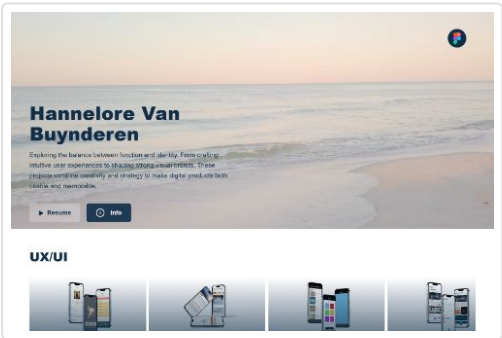 Hannelore Van
Buynderen
Exploring the balance between function and identity. From crafting
intuitive user experiences to shaping strong visual brands. These
projects combine creativity and strategy to make digital products both
usable and memorable.
Resume
Info
UX/UI